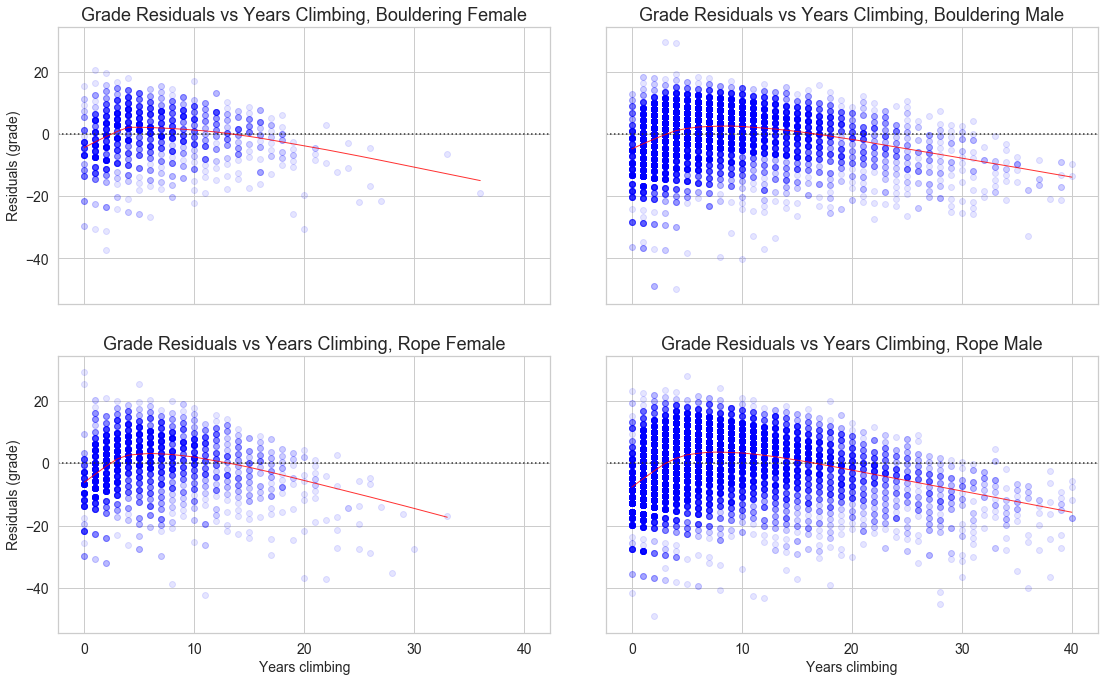 Grade Residuals vs Years Climbing, Bouldering Female
Grade Residuals vs Years Climbing, Bouldering Male
20
0
−20
−40
Residuals (grade)
Grade Residuals vs Years Climbing, Rope Female
Grade Residuals vs Years Climbing, Rope Male
20
0
−20
−40
Residuals (grade)
0 10 20 30 40
0 10 20 30 40
Years climbing
Years climbing